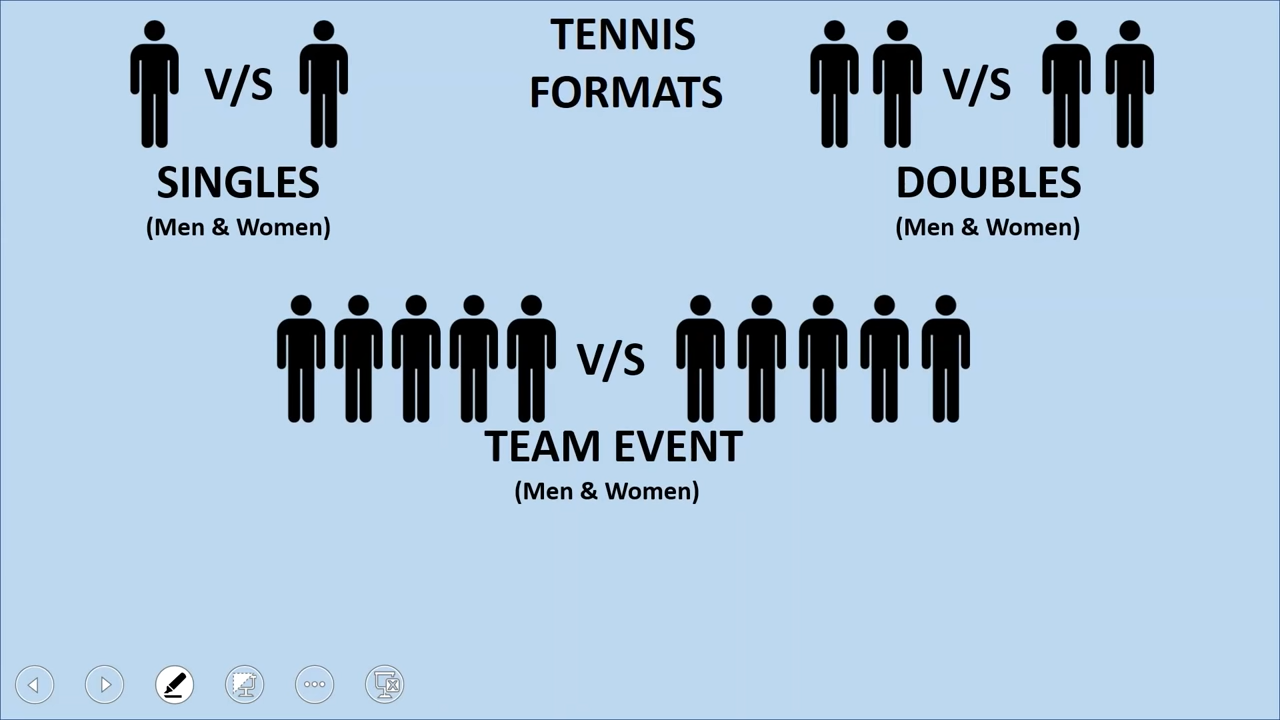 TENNIS
FORMATS
V/S
SINGLES
(Men & Women)
V/S
DOUBLES
(Men & Women)
V/S
TEAM EVENT
(Men & Women)